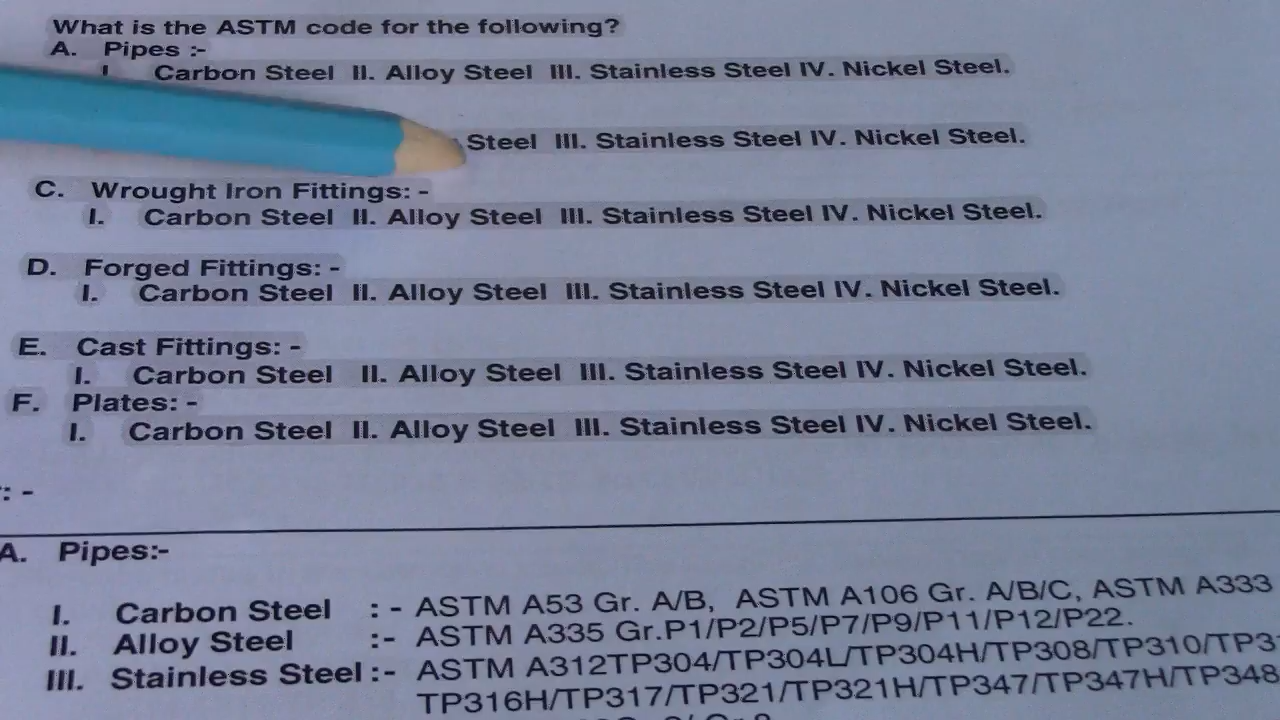 What is the ASTM code for the following?
A. Pipes :-
I. Carbon Steel II. Alloy Steel III. Stainless Steel IV. Nickel Steel.
Steel III. Stainless Steel IV. Nickel Steel.
C. Wrought Iron Fittings: -
I. Carbon Steel II. Alloy Steel III. Stainless Steel IV. Nickel Steel.
D. Forged Fittings: -
I. Carbon Steel II. Alloy Steel III. Stainless Steel IV. Nickel Steel.
E. Cast Fittings: -
I. Carbon Steel II. Alloy Steel III. Stainless Steel IV. Nickel Steel.
F. Plates: -
I. Carbon Steel II. Alloy Steel III. Stainless Steel IV. Nickel Steel.
: -
A. Pipes:-
I. Carbon Steel : - ASTM A53 Gr. A/B, ASTM A106 Gr. A/B/C, ASTM A333
II. Alloy Steel :- ASTM A335 Gr.P1/P2/P5/P7/P9/P11/P12/P22.
III. Stainless Steel :- ASTM A312TP304/TP304L/TP304H/TP308/TP310/TP3
TP316H/TP317/TP321/TP321H/TP347/TP347H/TP348